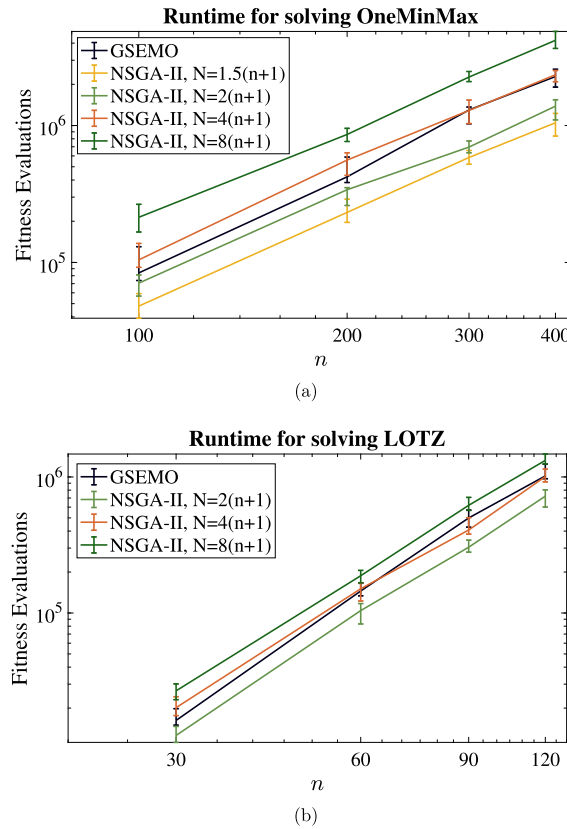 Runtime for solving OneMinMax
GSEMO
NSGA-II, N=1.5(n+1)
NSGA-II, N=2(n+1)
NSGA-II, N=4(n+1)
NSGA-II, N=8(n+1)
Fitness Evaluations
10^6
10^5
100
200
300
400
n
(a)
Runtime for solving LOTZ
GSEMO
NSGA-II, N=2(n+1)
NSGA-II, N=4(n+1)
NSGA-II, N=8(n+1)
Fitness Evaluations
10^6
10^5
30
60
90
120
n
(b)